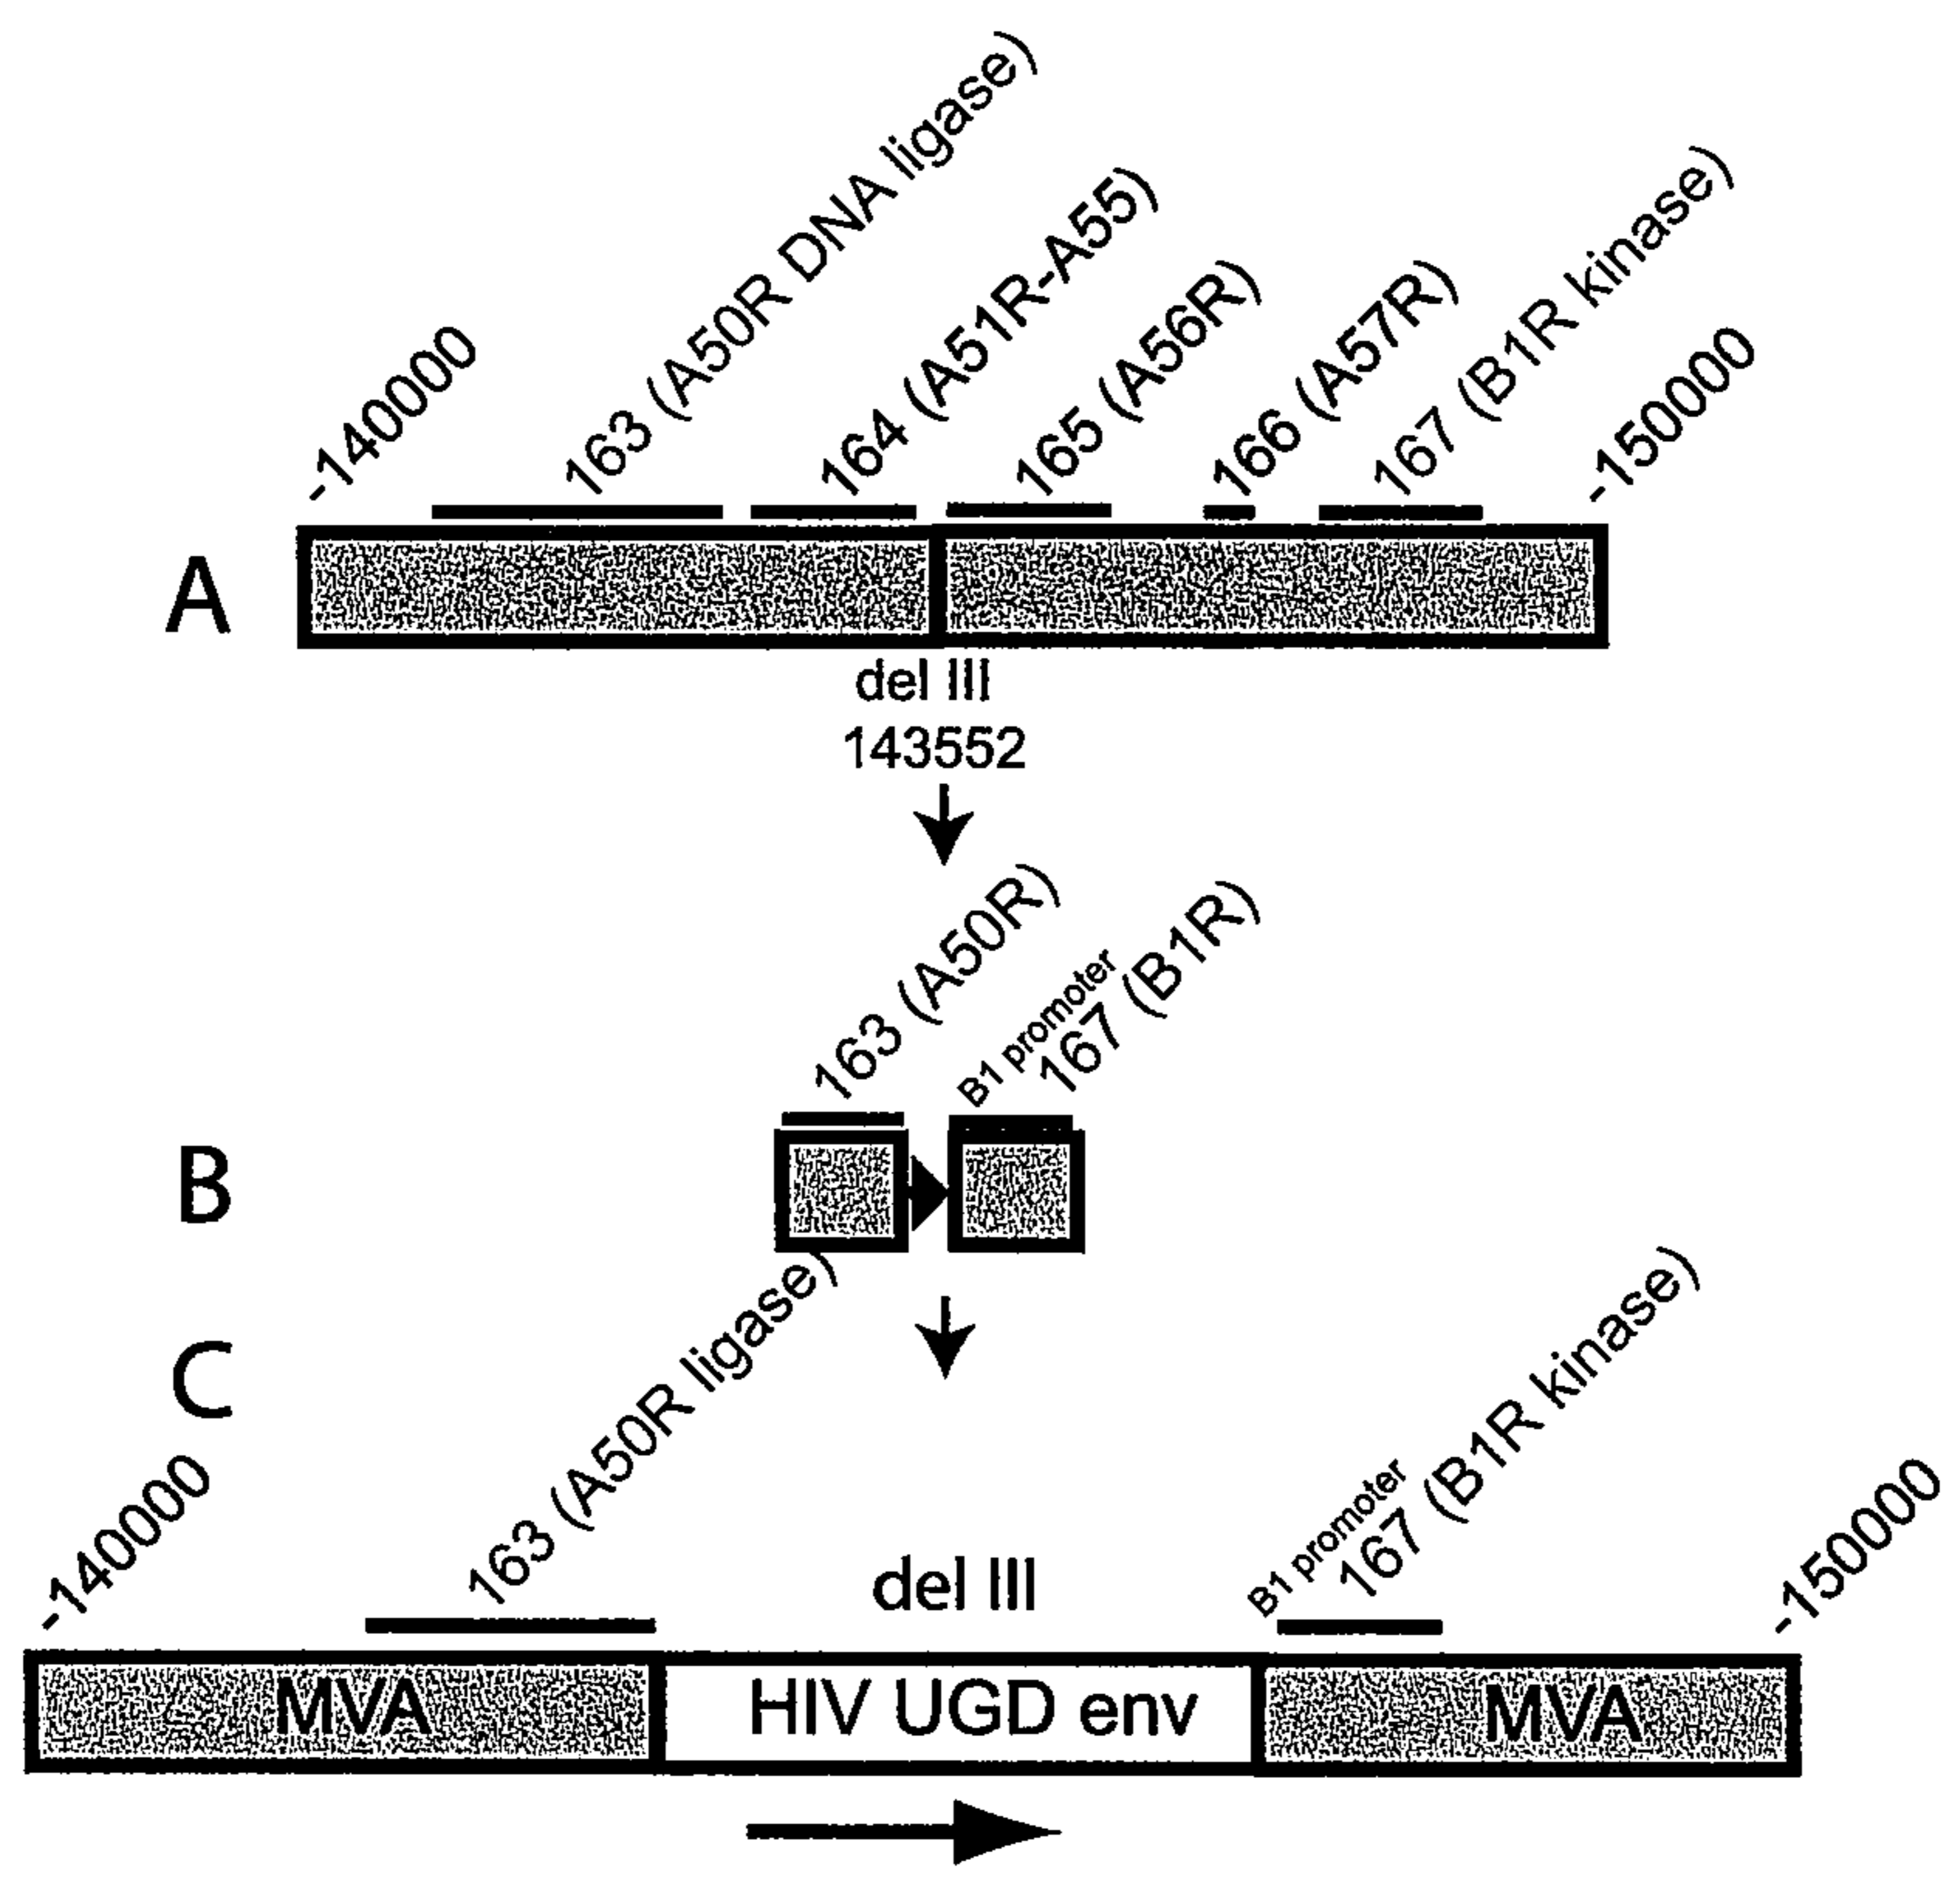 -140000
163 (A50R DNA ligase)
164 (A51R-A55)
165 (A56R)
166 (A57R)
167 (B1R kinase)
-150000
A
del III
143552
163 (A50R)
B1 promoter
167 (B1R)
B
C
-140000
163 (A50R ligase)
del III
B1 promoter
167 (B1R kinase)
-150000
MVA
HIV UGD env
MVA